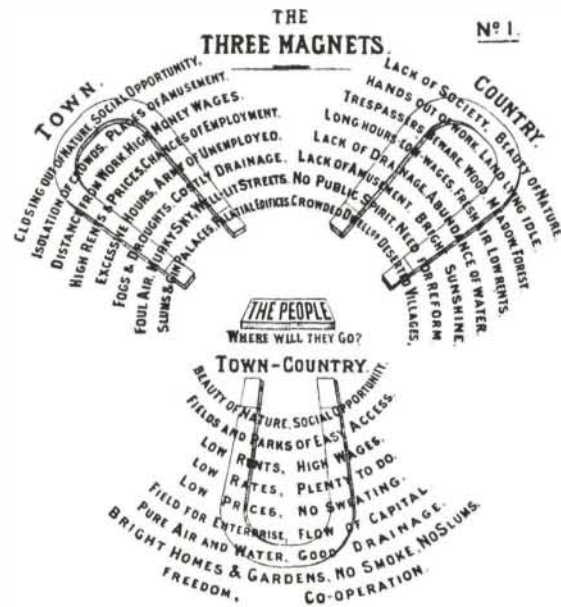 THE
THREE MAGNETS.
Nº 1.
TOWN.
CLOSING OUT OF NATURE. SOCIAL OPPORTUNITY.
ISOLATION OF CROWDS. PLACES OF AMUSEMENT.
DISTANCE FROM WORK. HIGH MONEY WAGES.
HIGH RENTS & PRICES. CHANCES OF EMPLOYMENT.
EXCESSIVE HOURS. ARMY OF UNEMPLOYED.
FOGS & DROUGHTS. COSTLY DRAINAGE.
FOUL AIR. MURKY SKY. WELL-LIT STREETS.
SLUMS & GIN PALACES. PALATIAL EDIFICES.
COUNTRY.
LACK OF SOCIETY. BEAUTY OF NATURE.
HANDS OUT OF WORK. LAND LYING IDLE.
TRESPASSERS BEWARE. WOOD, MEADOW, FOREST.
LONG HOURS. LOW WAGES. FRESH AIR. LOW RENTS.
LACK OF DRAINAGE. ABUNDANCE OF WATER.
LACK OF AMUSEMENT. BRIGHT SUNSHINE.
NO PUBLIC SPIRIT. NEED FOR REFORM
CROWDED DWELLGS DESERTED VILLAGES,
THE PEOPLE
WHERE WILL THEY GO?
TOWN-COUNTRY.
BEAUTY OF NATURE. SOCIAL OPPORTUNITY.
FIELDS AND PARKS OF EASY ACCESS.
LOW RENTS, HIGH WAGES.
LOW RATES, PLENTY TO DO.
LOW PRICES, NO SWEATING.
FIELD FOR ENTERPRISE, FLOW OF CAPITAL
PURE AIR AND WATER, GOOD DRAINAGE.
BRIGHT HOMES & GARDENS, NO SMOKE, NO SLUMS.
FREEDOM, CO-OPERATION.